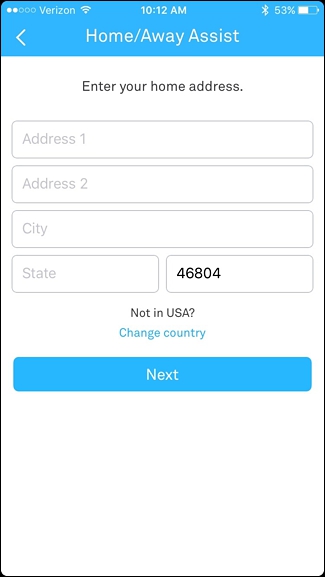 Verizon 10:12 AM 53%
Home/Away Assist
Enter your home address.
Address 1
Address 2
City
State 46804
Not in USA?
Change country
Next